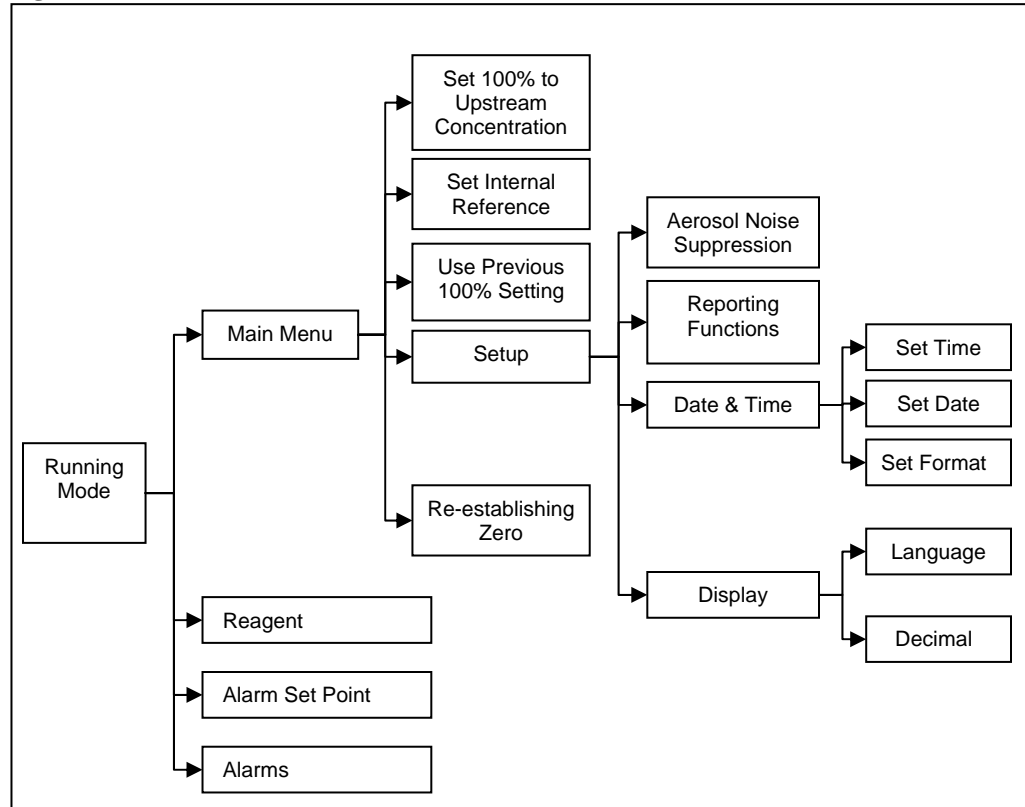 Set 100% to
Upstream
Concentration
Set Internal
Reference
Aerosol Noise
Suppression
Use Previous
100% Setting
Reporting
Functions
Main Menu
Setup
Set Time
Date & Time
Set Date
Running
Mode
Set Format
Re-establishing
Zero
Language
Display
Reagent
Decimal
Alarm Set Point
Alarms